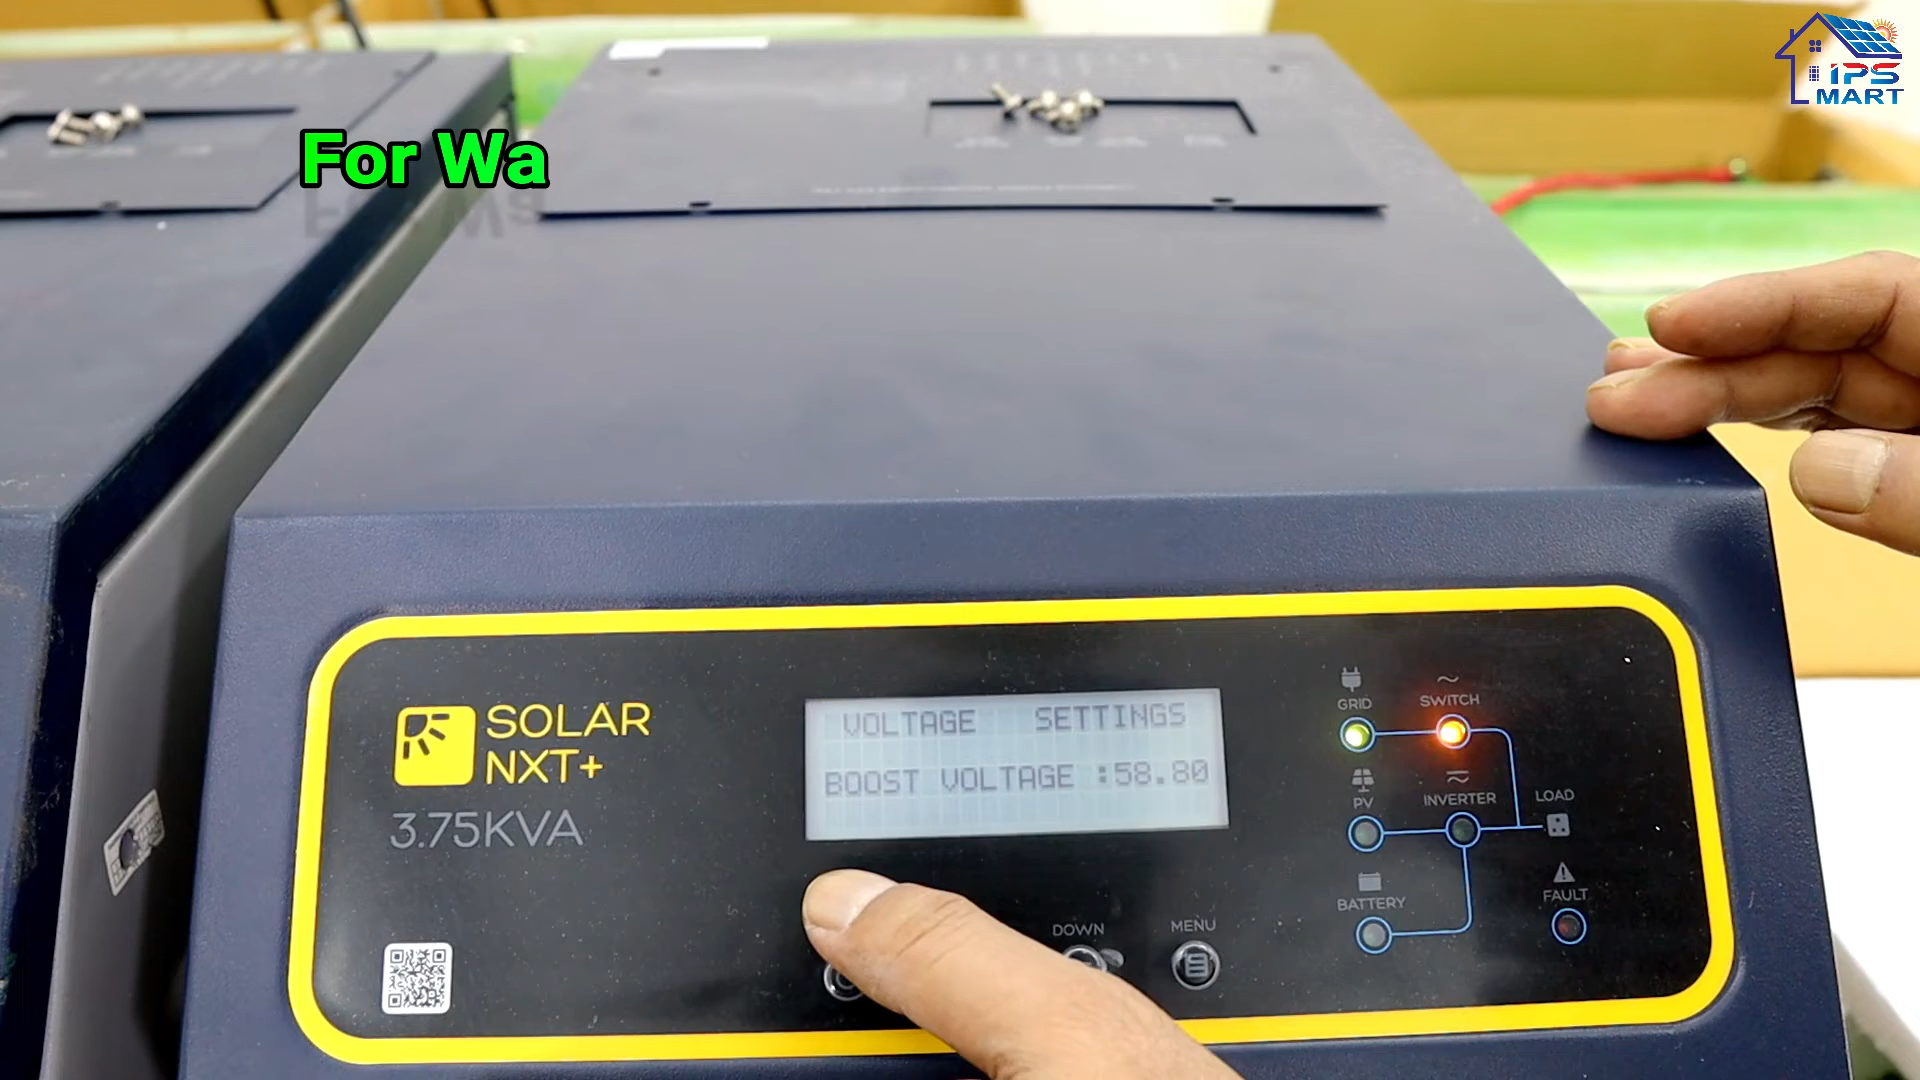 iPS
MART
For Wa
SOLAR
NXT+
3.75KVA
VOLTAGE SETTINGS
BOOST VOLTAGE :58.80
GRID
SWITCH
PV
INVERTER
LOAD
BATTERY
FAULT
DOWN
MENU